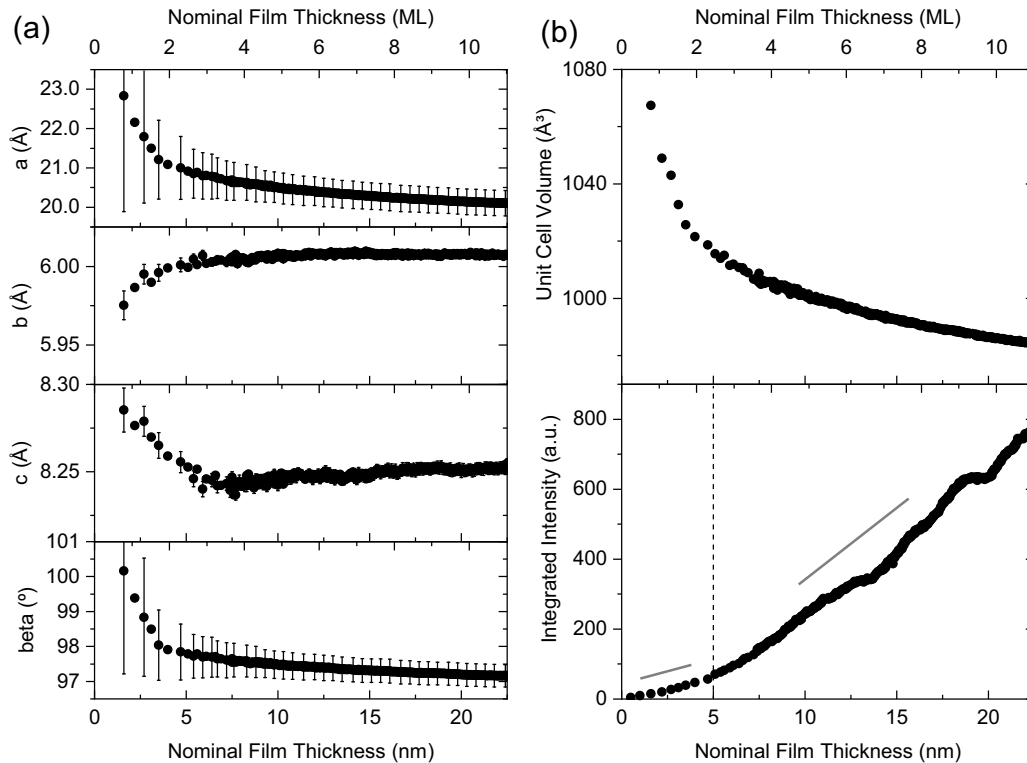 (a)
Nominal Film Thickness (ML)
0 2 4 6 8 10
a (Å)
23.0
22.0
21.0
20.0
b (Å)
6.00
5.95
8.30
c (Å)
8.25
101
beta (º)
100
99
98
97
0 5 10 15 20
Nominal Film Thickness (nm)
(b)
Nominal Film Thickness (ML)
0 2 4 6 8 10
Unit Cell Volume (Å³)
1080
1040
1000
Integrated Intensity (a.u.)
800
600
400
200
0
0 5 10 15 20
Nominal Film Thickness (nm)